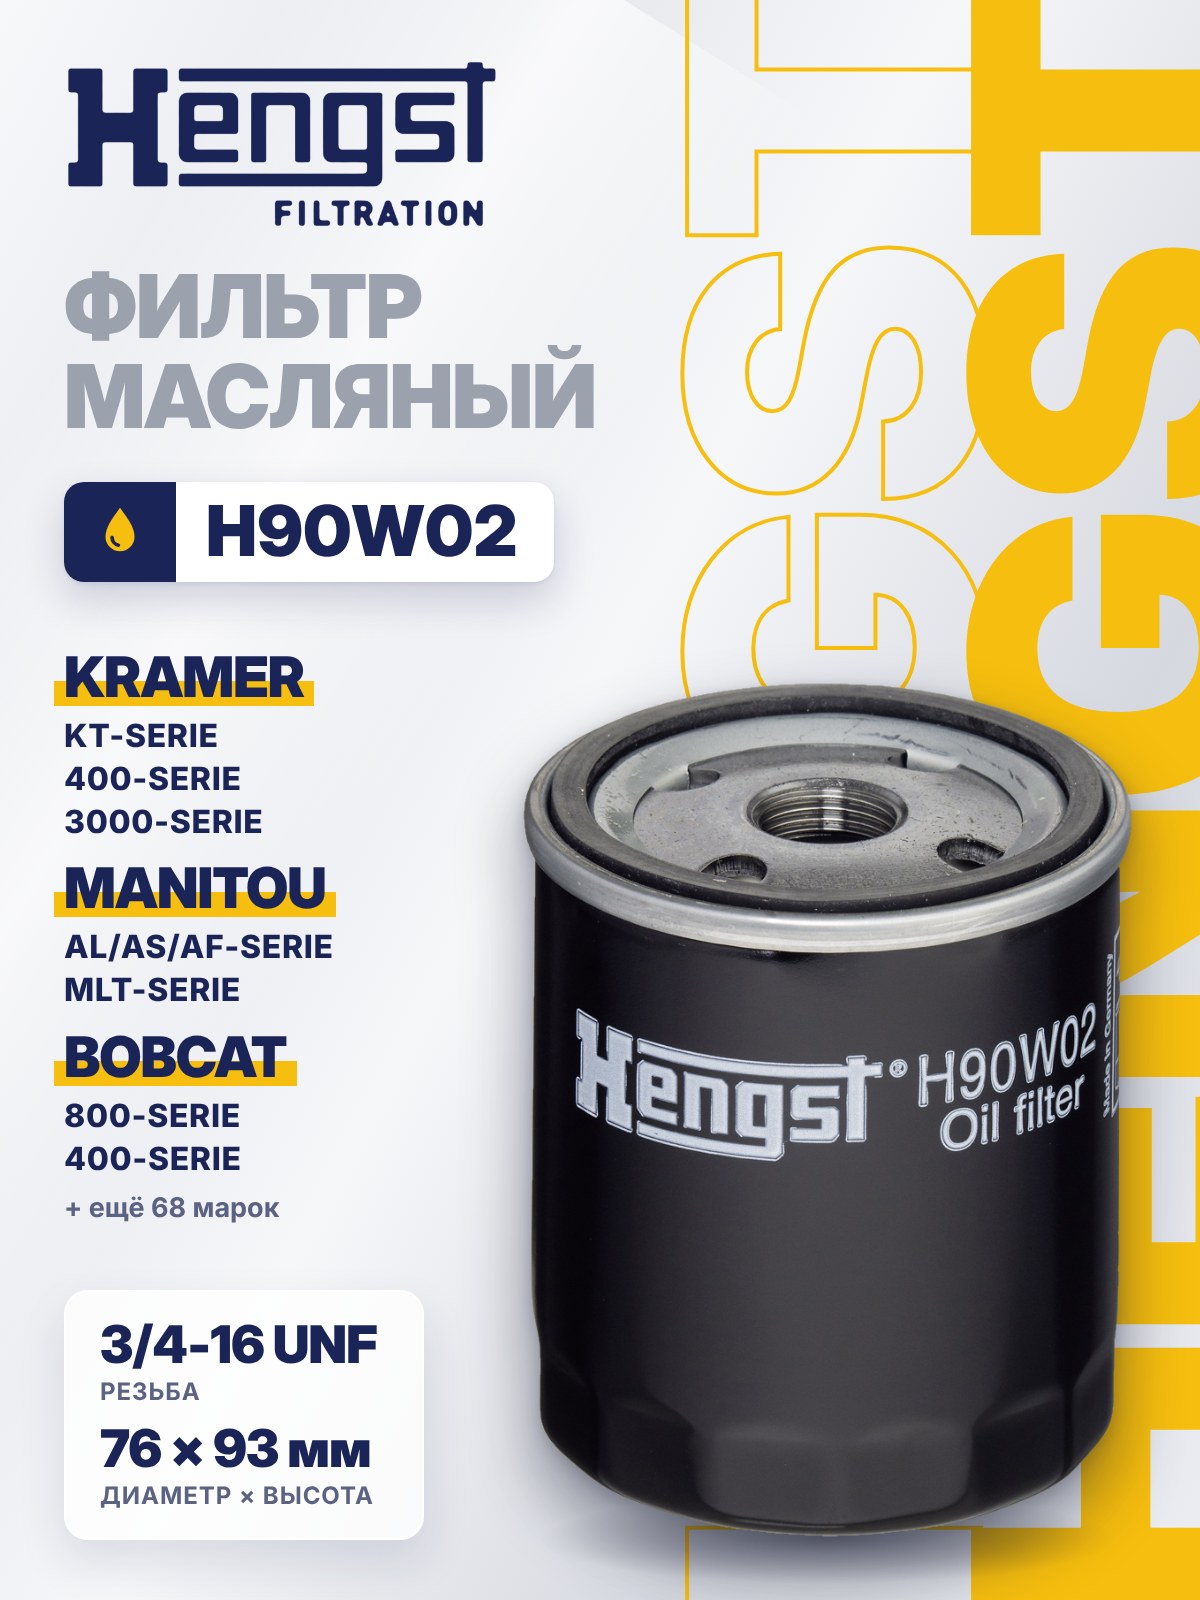 Hengst
FILTRATION
ФИЛЬТР
МАСЛЯНЫЙ
H90W02
KRAMER
KT-SERIE
400-SERIE
3000-SERIE
MANITOU
AL/AS/AF-SERIE
MLT-SERIE
BOBCAT
800-SERIE
400-SERIE
+ ещё 68 марок
3/4-16 UNF
РЕЗЬБА
76 × 93 мм
ДИАМЕТР × ВЫСОТА
Hengst® H90W02
Oil filter
Made in Germany
HENGST